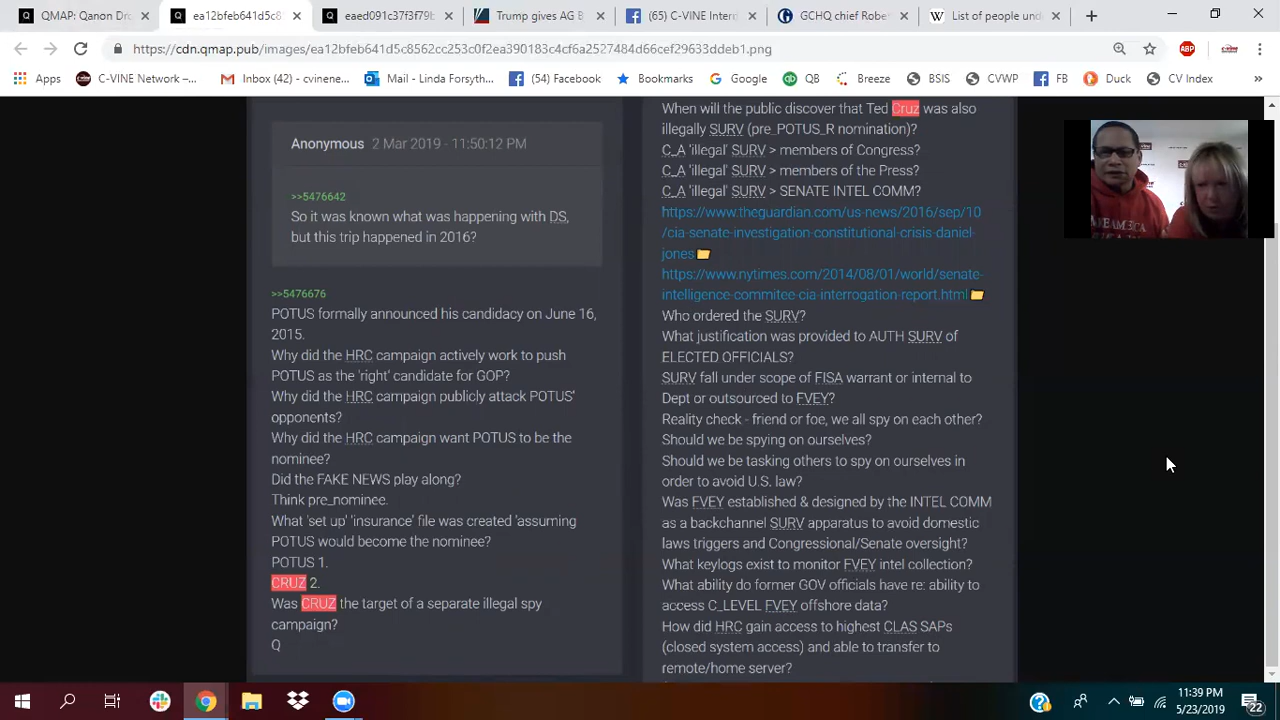 QMAP: Qanon Dro
ea12bfeb641d5c8
eaed091c37f3f79b
Trump gives AG B
(65) C-VINE Intern
GCHQ chief Robe
List of people und
https://cdn.qmap.pub/images/ea12bfeb641d5c8562cc253c0f2ea390183c4cf6a2527484d66cef29633ddeb1.png
Apps
C-VINE Network –...
Inbox (42) - cvinene...
Mail - Linda Forsyth...
(54) Facebook
Bookmarks
Google
QB
Breeze
BSIS
CVWP
FB
Duck
CV Index
Anonymous 2 Mar 2019 - 11:50:12 PM
>>5476642
So it was known what was happening with DS,
but this trip happened in 2016?
>>5476676
POTUS formally announced his candidacy on June 16,
2015.
Why did the HRC campaign actively work to push
POTUS as the 'right' candidate for GOP?
Why did the HRC campaign publicly attack POTUS'
opponents?
Why did the HRC campaign want POTUS to be the
nominee?
Did the FAKE NEWS play along?
Think pre_nominee.
What 'set up' 'insurance' file was created 'assuming
POTUS would become the nominee?
POTUS 1.
CRUZ 2.
Was CRUZ the target of a separate illegal spy
campaign?
Q
When will the public discover that Ted Cruz was also
illegally SURV (pre_POTUS_R nomination)?
C_A 'illegal' SURV > members of Congress?
C_A 'illegal' SURV > members of the Press?
C_A 'illegal' SURV > SENATE INTEL COMM?
https://www.theguardian.com/us-news/2016/sep/10
/cia-senate-investigation-constitutional-crisis-daniel-
jones
https://www.nytimes.com/2014/08/01/world/senate-
intelligence-commitee-cia-interrogation-report.html
Who ordered the SURV?
What justification was provided to AUTH SURV of
ELECTED OFFICIALS?
SURV fall under scope of FISA warrant or internal to
Dept or outsourced to FVEY?
Reality check - friend or foe, we all spy on each other?
Should we be spying on ourselves?
Should we be tasking others to spy on ourselves in
order to avoid U.S. law?
Was FVEY established & designed by the INTEL COMM
as a backchannel SURV apparatus to avoid domestic
laws triggers and Congressional/Senate oversight?
What keylogs exist to monitor FVEY intel collection?
What ability do former GOV officials have re: ability to
access C_LEVEL FVEY offshore data?
How did HRC gain access to highest CLAS SAPs
(closed system access) and able to transfer to
remote/home server?
11:39 PM
5/23/2019
22